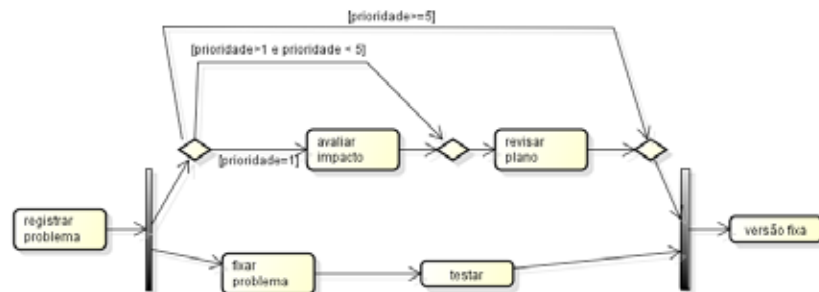 [prioridade>=5]
[prioridade>1 e prioridade < 5]
avaliar
impacto
revisar
plano
[prioridade=1]
registrar
problema
versão fixa
fixar
problema
testar